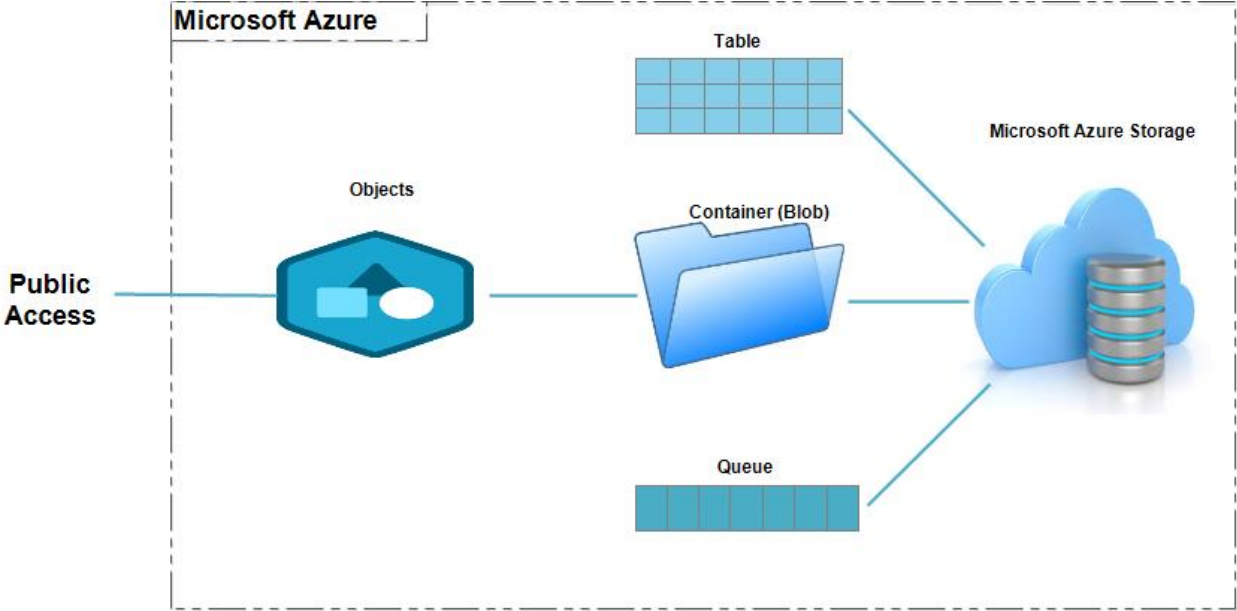 Microsoft Azure
Table
Microsoft Azure Storage
Objects
Container (Blob)
Public
Access
Queue